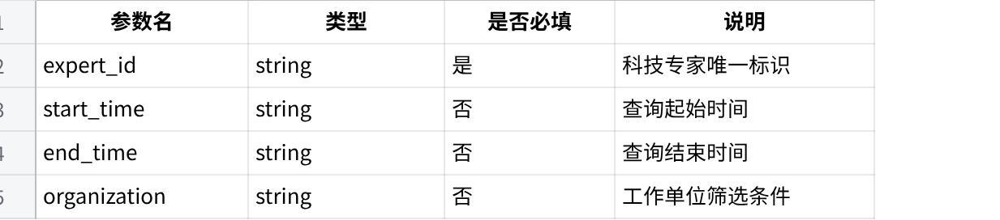 1 参数名 类型 是否必填 说明
2 expert_id string 是 科技专家唯一标识
3 start_time string 否 查询起始时间
4 end_time string 否 查询结束时间
5 organization string 否 工作单位筛选条件